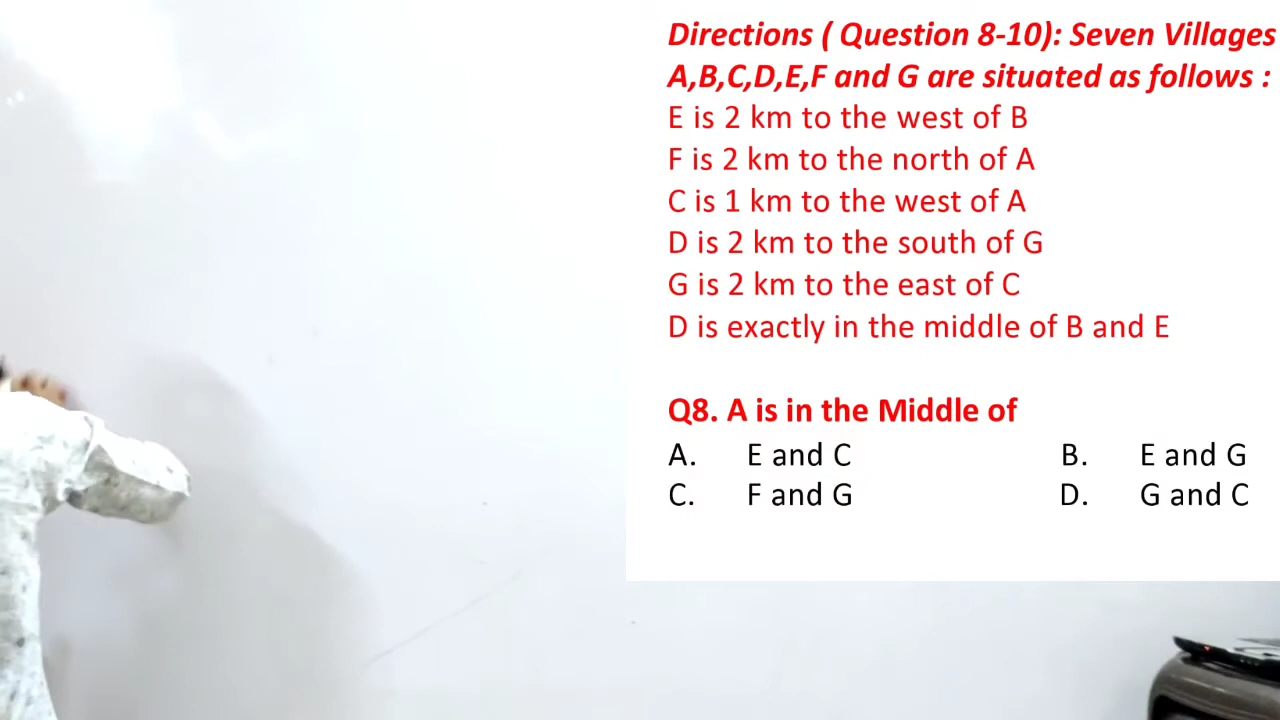 Directions ( Question 8-10): Seven Villages
A,B,C,D,E,F and G are situated as follows :
E is 2 km to the west of B
F is 2 km to the north of A
C is 1 km to the west of A
D is 2 km to the south of G
G is 2 km to the east of C
D is exactly in the middle of B and E
Q8. A is in the Middle of
A. E and C B. E and G
C. F and G D. G and C